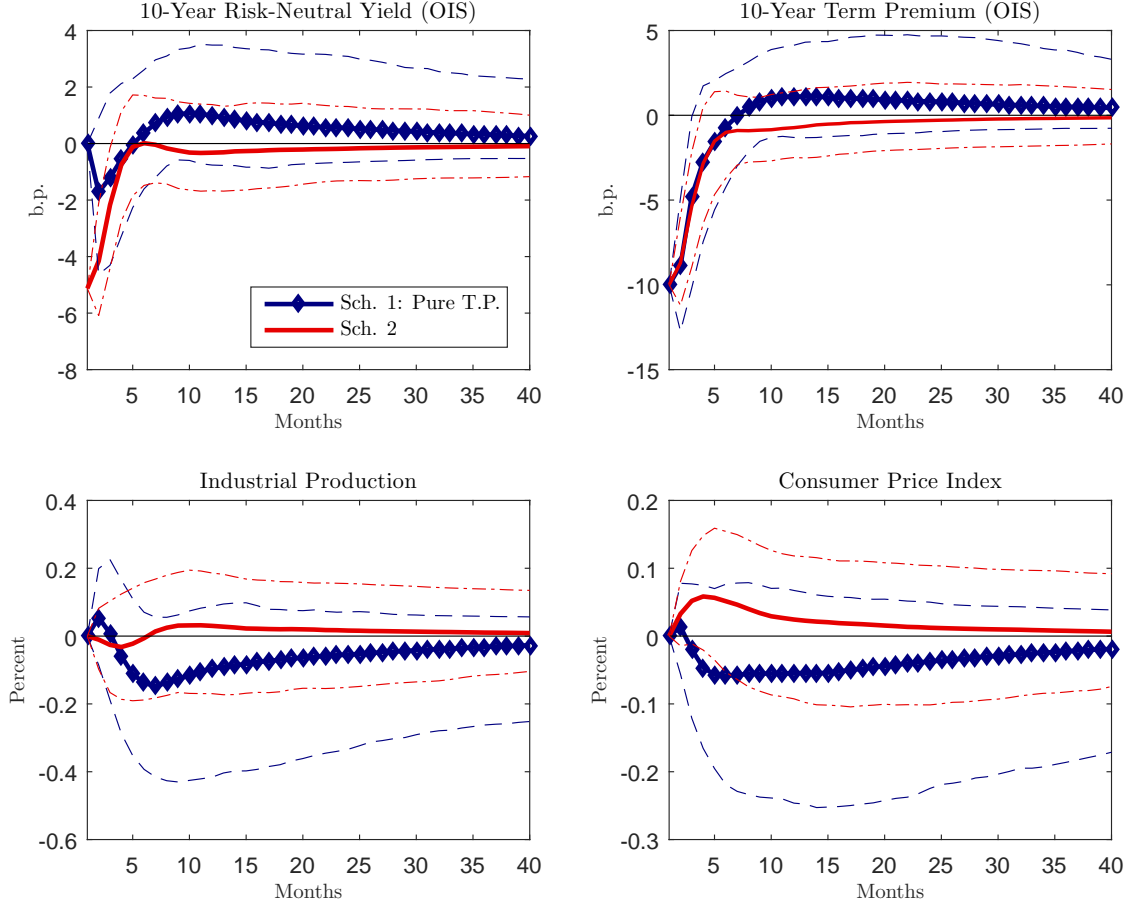 10-Year Risk-Neutral Yield (OIS)
4
2
0
-2
-4
-6
-8
b.p.
Sch. 1: Pure T.P.
Sch. 2
5 10 15 20 25 30 35 40
Months
10-Year Term Premium (OIS)
5
0
-5
-10
-15
b.p.
5 10 15 20 25 30 35 40
Months
Industrial Production
0.4
0.2
0
-0.2
-0.4
-0.6
Percent
5 10 15 20 25 30 35 40
Months
Consumer Price Index
0.2
0.1
0
-0.1
-0.2
-0.3
Percent
5 10 15 20 25 30 35 40
Months